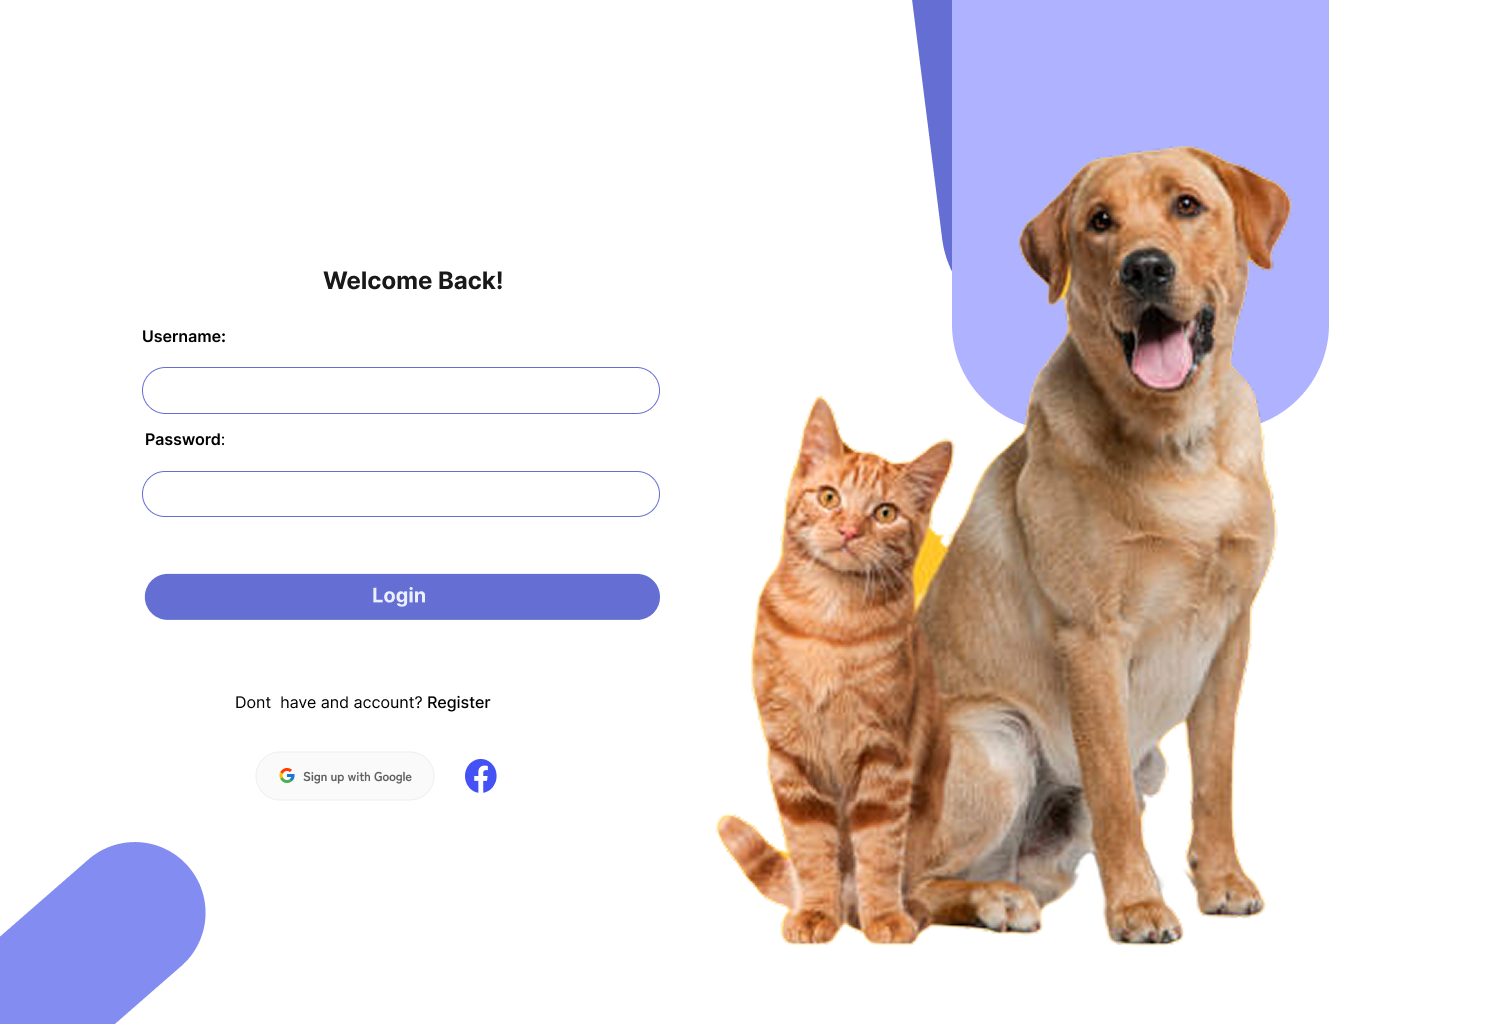 Welcome Back!
Username:
Password:
Login
Dont  have and account? Register
Sign up with Google